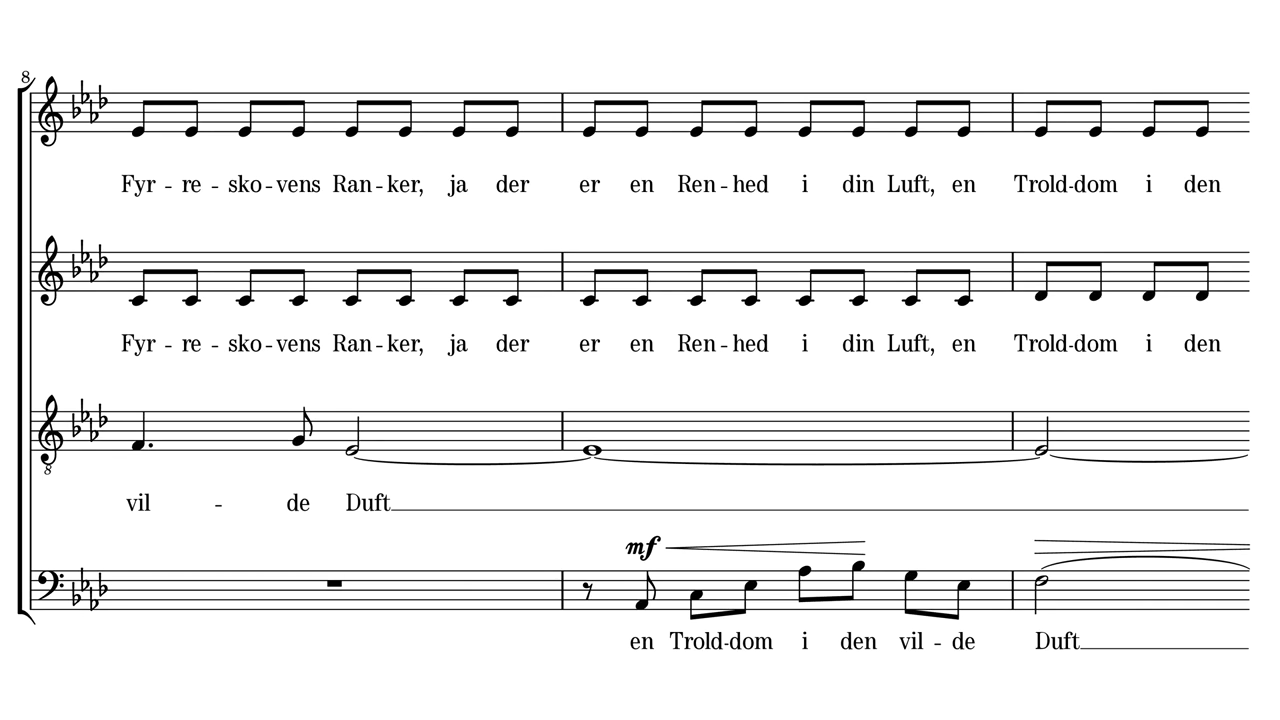 8
Fyr - re - sko - vens Ran - ker, ja der er en Ren - hed i din Luft, en Trold - dom i den
Fyr - re - sko - vens Ran - ker, ja der er en Ren - hed i din Luft, en Trold - dom i den
8
vil - de Duft
mf
en Trold - dom i den vil - de Duft